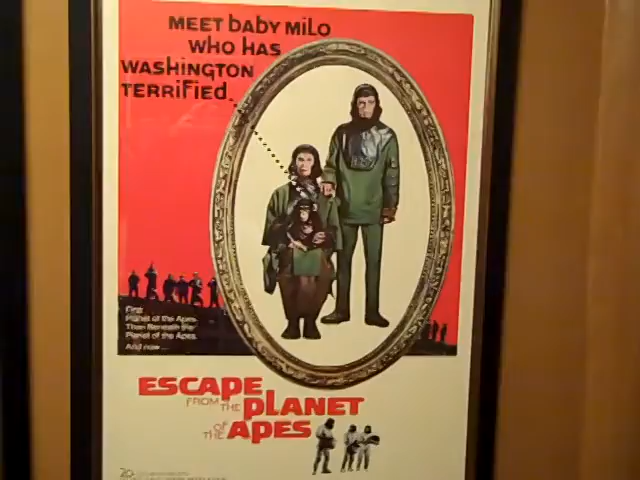 MEET BABY MILO
WHO HAS
WASHINGTON
TERRIFIED.
First
Planet of the Apes
Then Beneath the
Planet of the Apes.
And now...
ESCAPE
FROM THE PLANET
OF THE APES